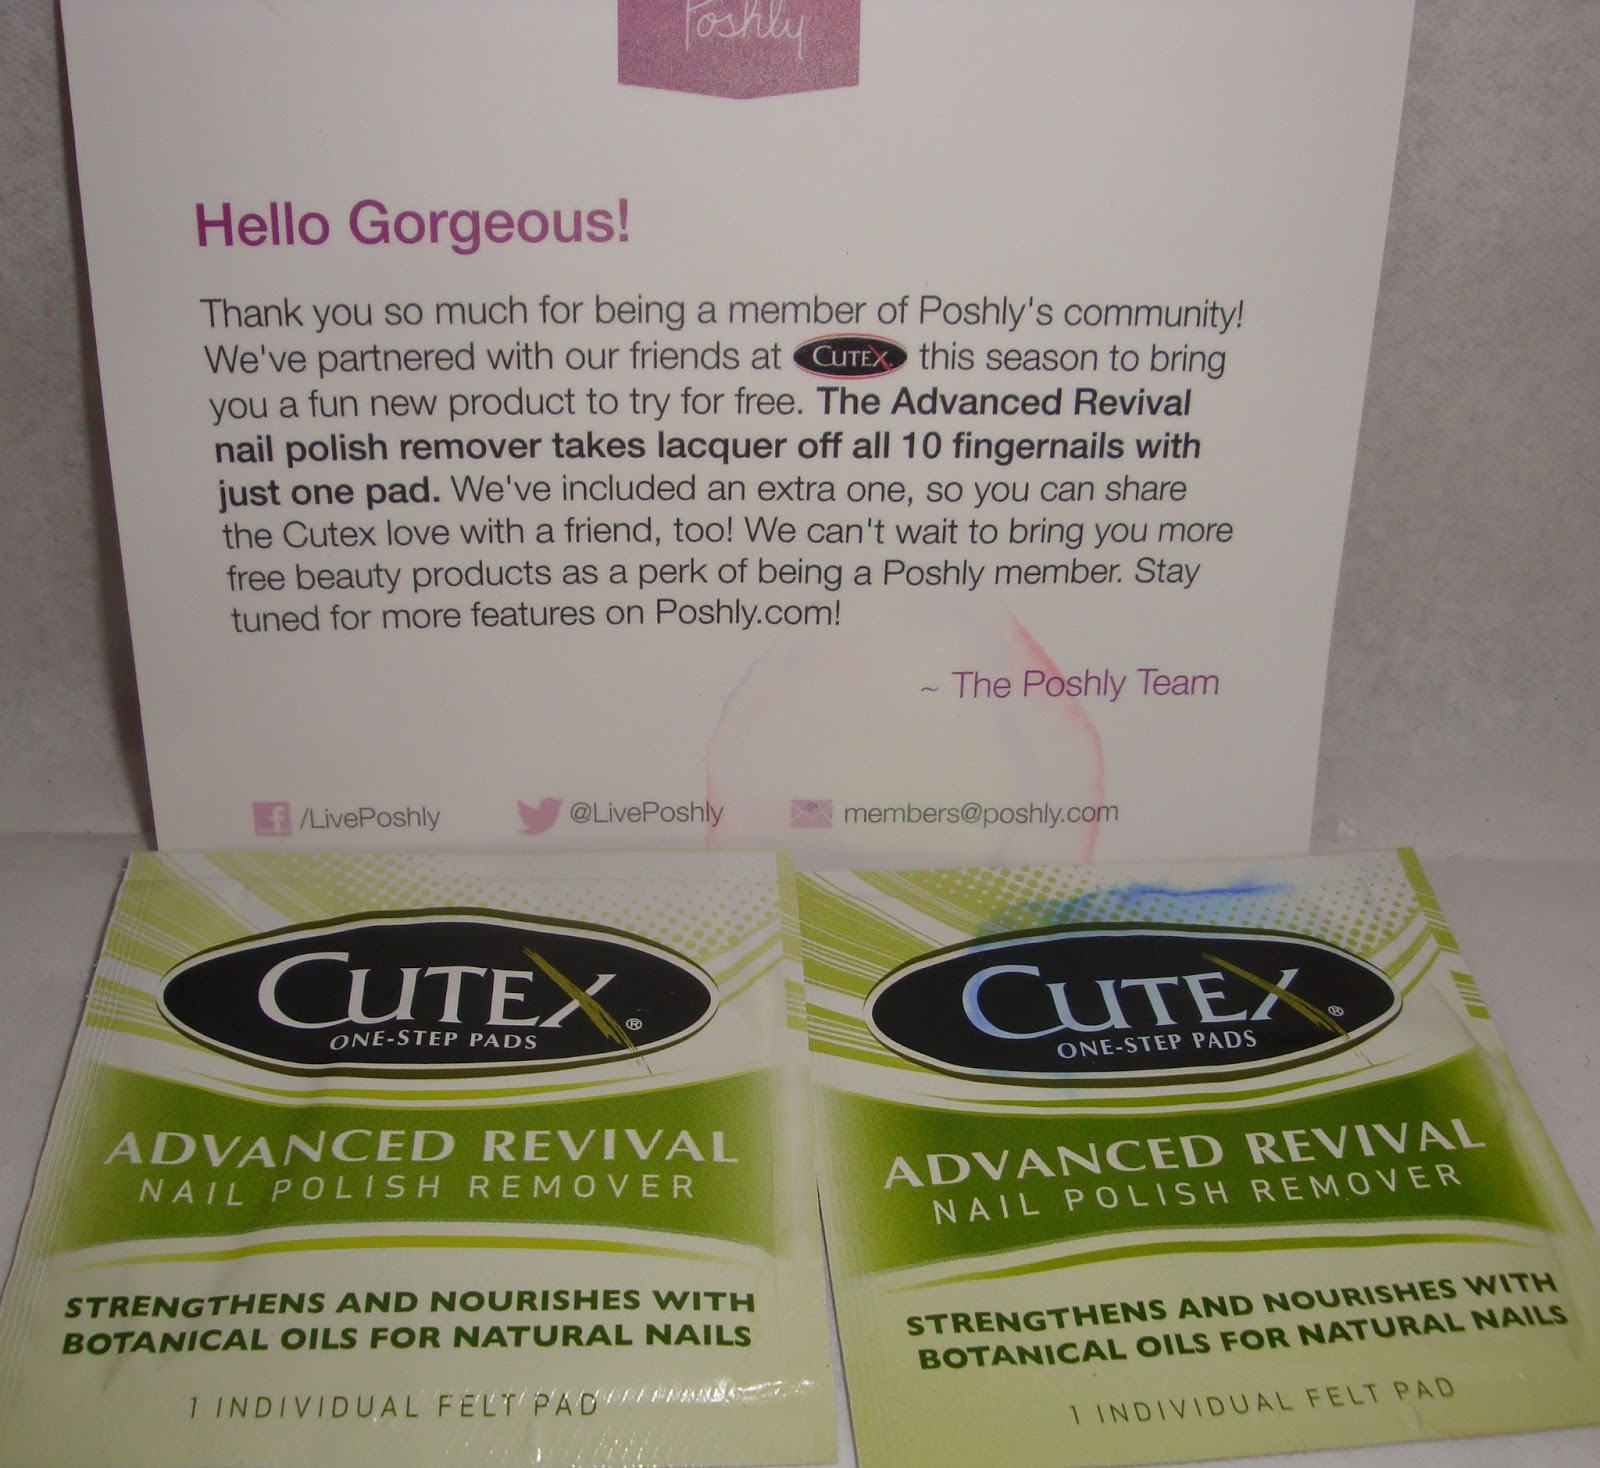 Poshly
Hello Gorgeous!
Thank you so much for being a member of Poshly's community!
We've partnered with our friends at CUTEX this season to bring
you a fun new product to try for free. The Advanced Revival
nail polish remover takes lacquer off all 10 fingernails with
just one pad. We've included an extra one, so you can share
the Cutex love with a friend, too! We can't wait to bring you more
free beauty products as a perk of being a Poshly member. Stay
tuned for more features on Poshly.com!
~ The Poshly Team
f /LivePoshly @LivePoshly members@poshly.com
CUTEX®
ONE-STEP PADS
ADVANCED REVIVAL
NAIL POLISH REMOVER
STRENGTHENS AND NOURISHES WITH
BOTANICAL OILS FOR NATURAL NAILS
1 INDIVIDUAL FELT PAD
CUTEX®
ONE-STEP PADS
ADVANCED REVIVAL
NAIL POLISH REMOVER
STRENGTHENS AND NOURISHES WITH
BOTANICAL OILS FOR NATURAL NAILS
1 INDIVIDUAL FELT PAD